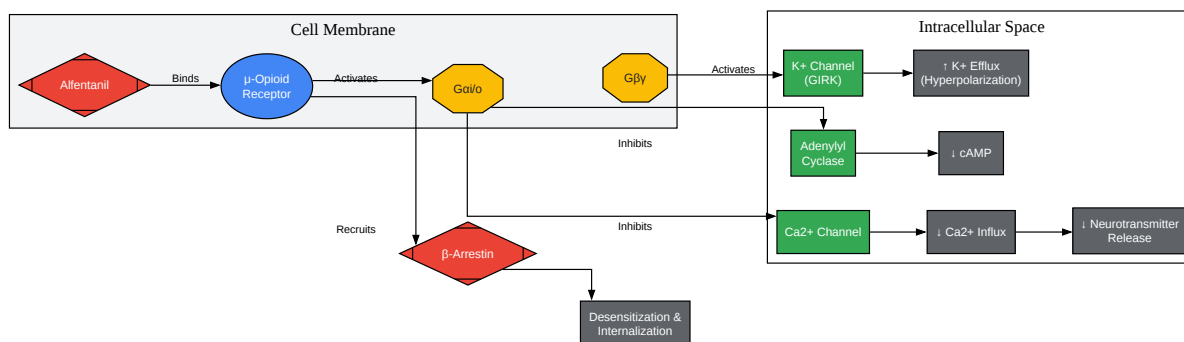 Cell Membrane
Intracellular Space
Alfentanil
Binds
μ-Opioid
Receptor
Activates
Gαi/o
Gβγ
Activates
K+ Channel
(GIRK)
↑ K+ Efflux
(Hyperpolarization)
Inhibits
Adenylyl
Cyclase
↓ cAMP
Recruits
Inhibits
Ca2+ Channel
↓ Ca2+ Influx
↓ Neurotransmitter
Release
β-Arrestin
Desensitization &
Internalization